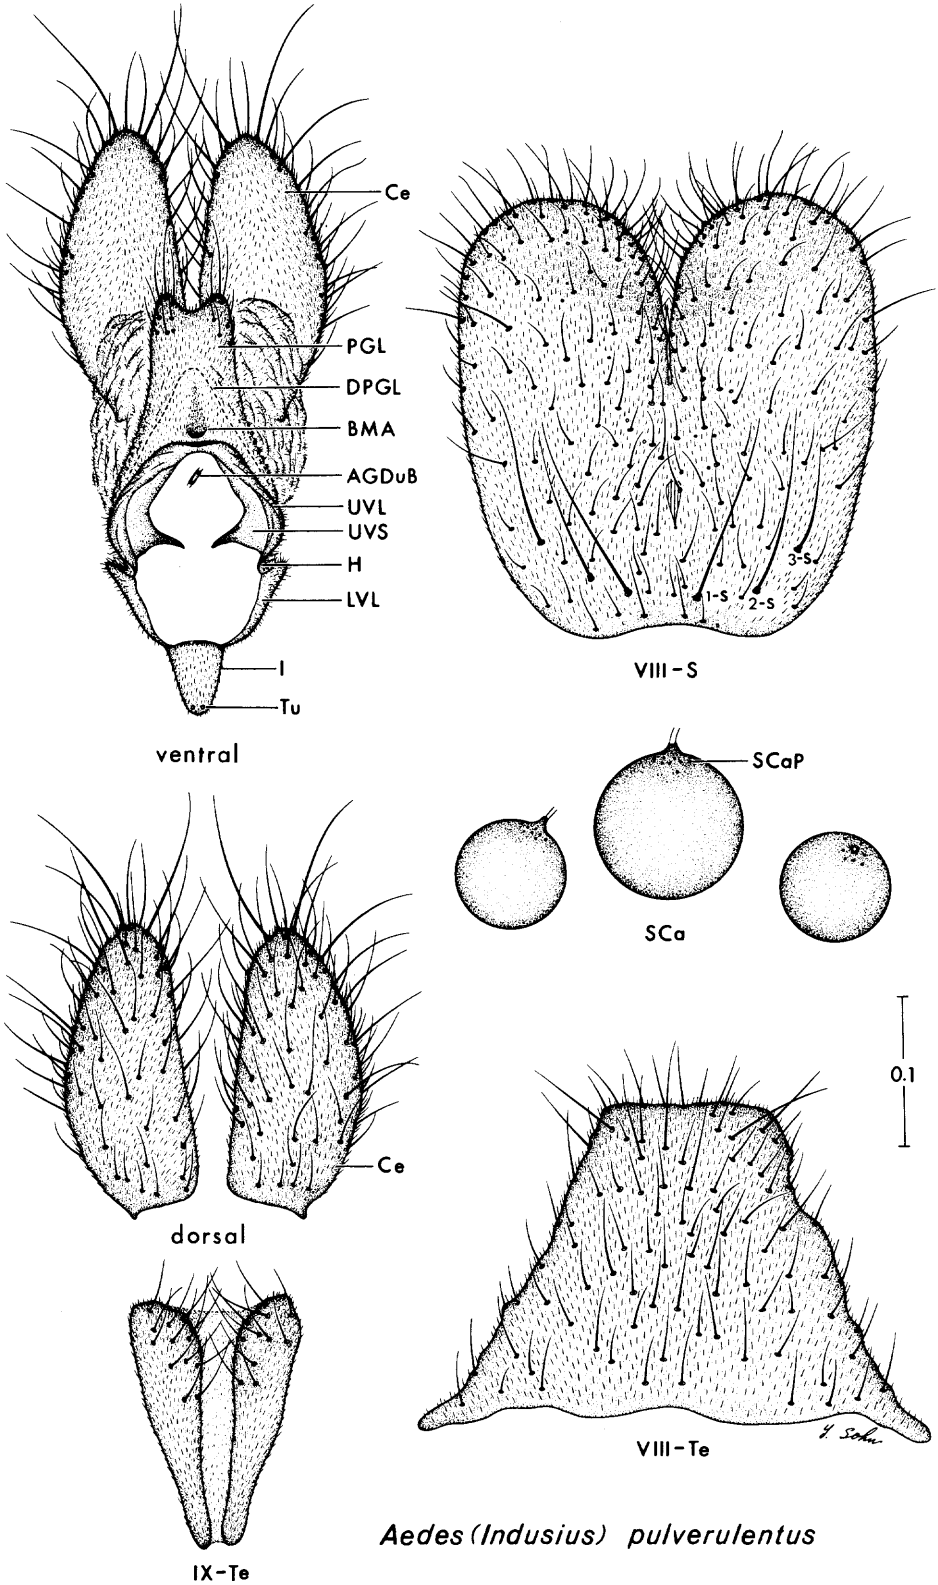 Ce
PGL
DPGL
BMA
AGDuB
UVL
UVS
H
LVL
I
Tu
ventral
1-S
2-S
3-S
VIII-S
SCaP
SCa
0.1
Ce
dorsal
IX-Te
VIII-Te
Y. Sohn
Aedes (Indusius) pulverulentus